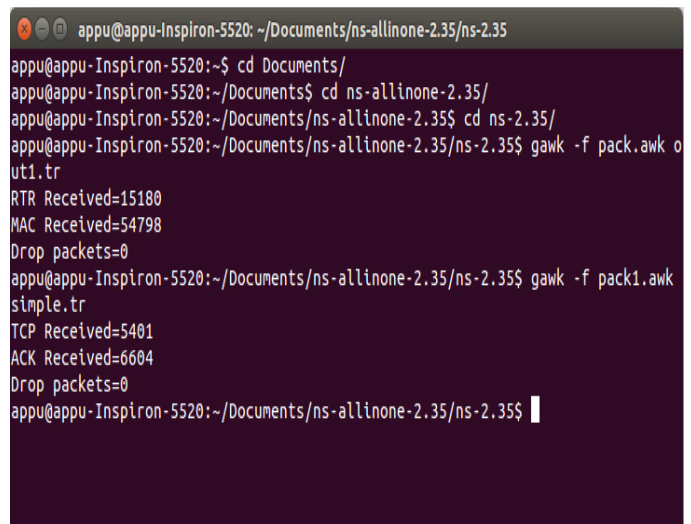 appu@appu-Inspiron-5520: ~/Documents/ns-allinone-2.35/ns-2.35
appu@appu-Inspiron-5520:~$ cd Documents/
appu@appu-Inspiron-5520:~/Documents$ cd ns-allinone-2.35/
appu@appu-Inspiron-5520:~/Documents/ns-allinone-2.35$ cd ns-2.35/
appu@appu-Inspiron-5520:~/Documents/ns-allinone-2.35/ns-2.35$ gawk -f pack.awk o
ut1.tr
RTR Received=15180
MAC Received=54798
Drop packets=0
appu@appu-Inspiron-5520:~/Documents/ns-allinone-2.35/ns-2.35$ gawk -f pack1.awk
simple.tr
TCP Received=5401
ACK Received=6604
Drop packets=0
appu@appu-Inspiron-5520:~/Documents/ns-allinone-2.35/ns-2.35$